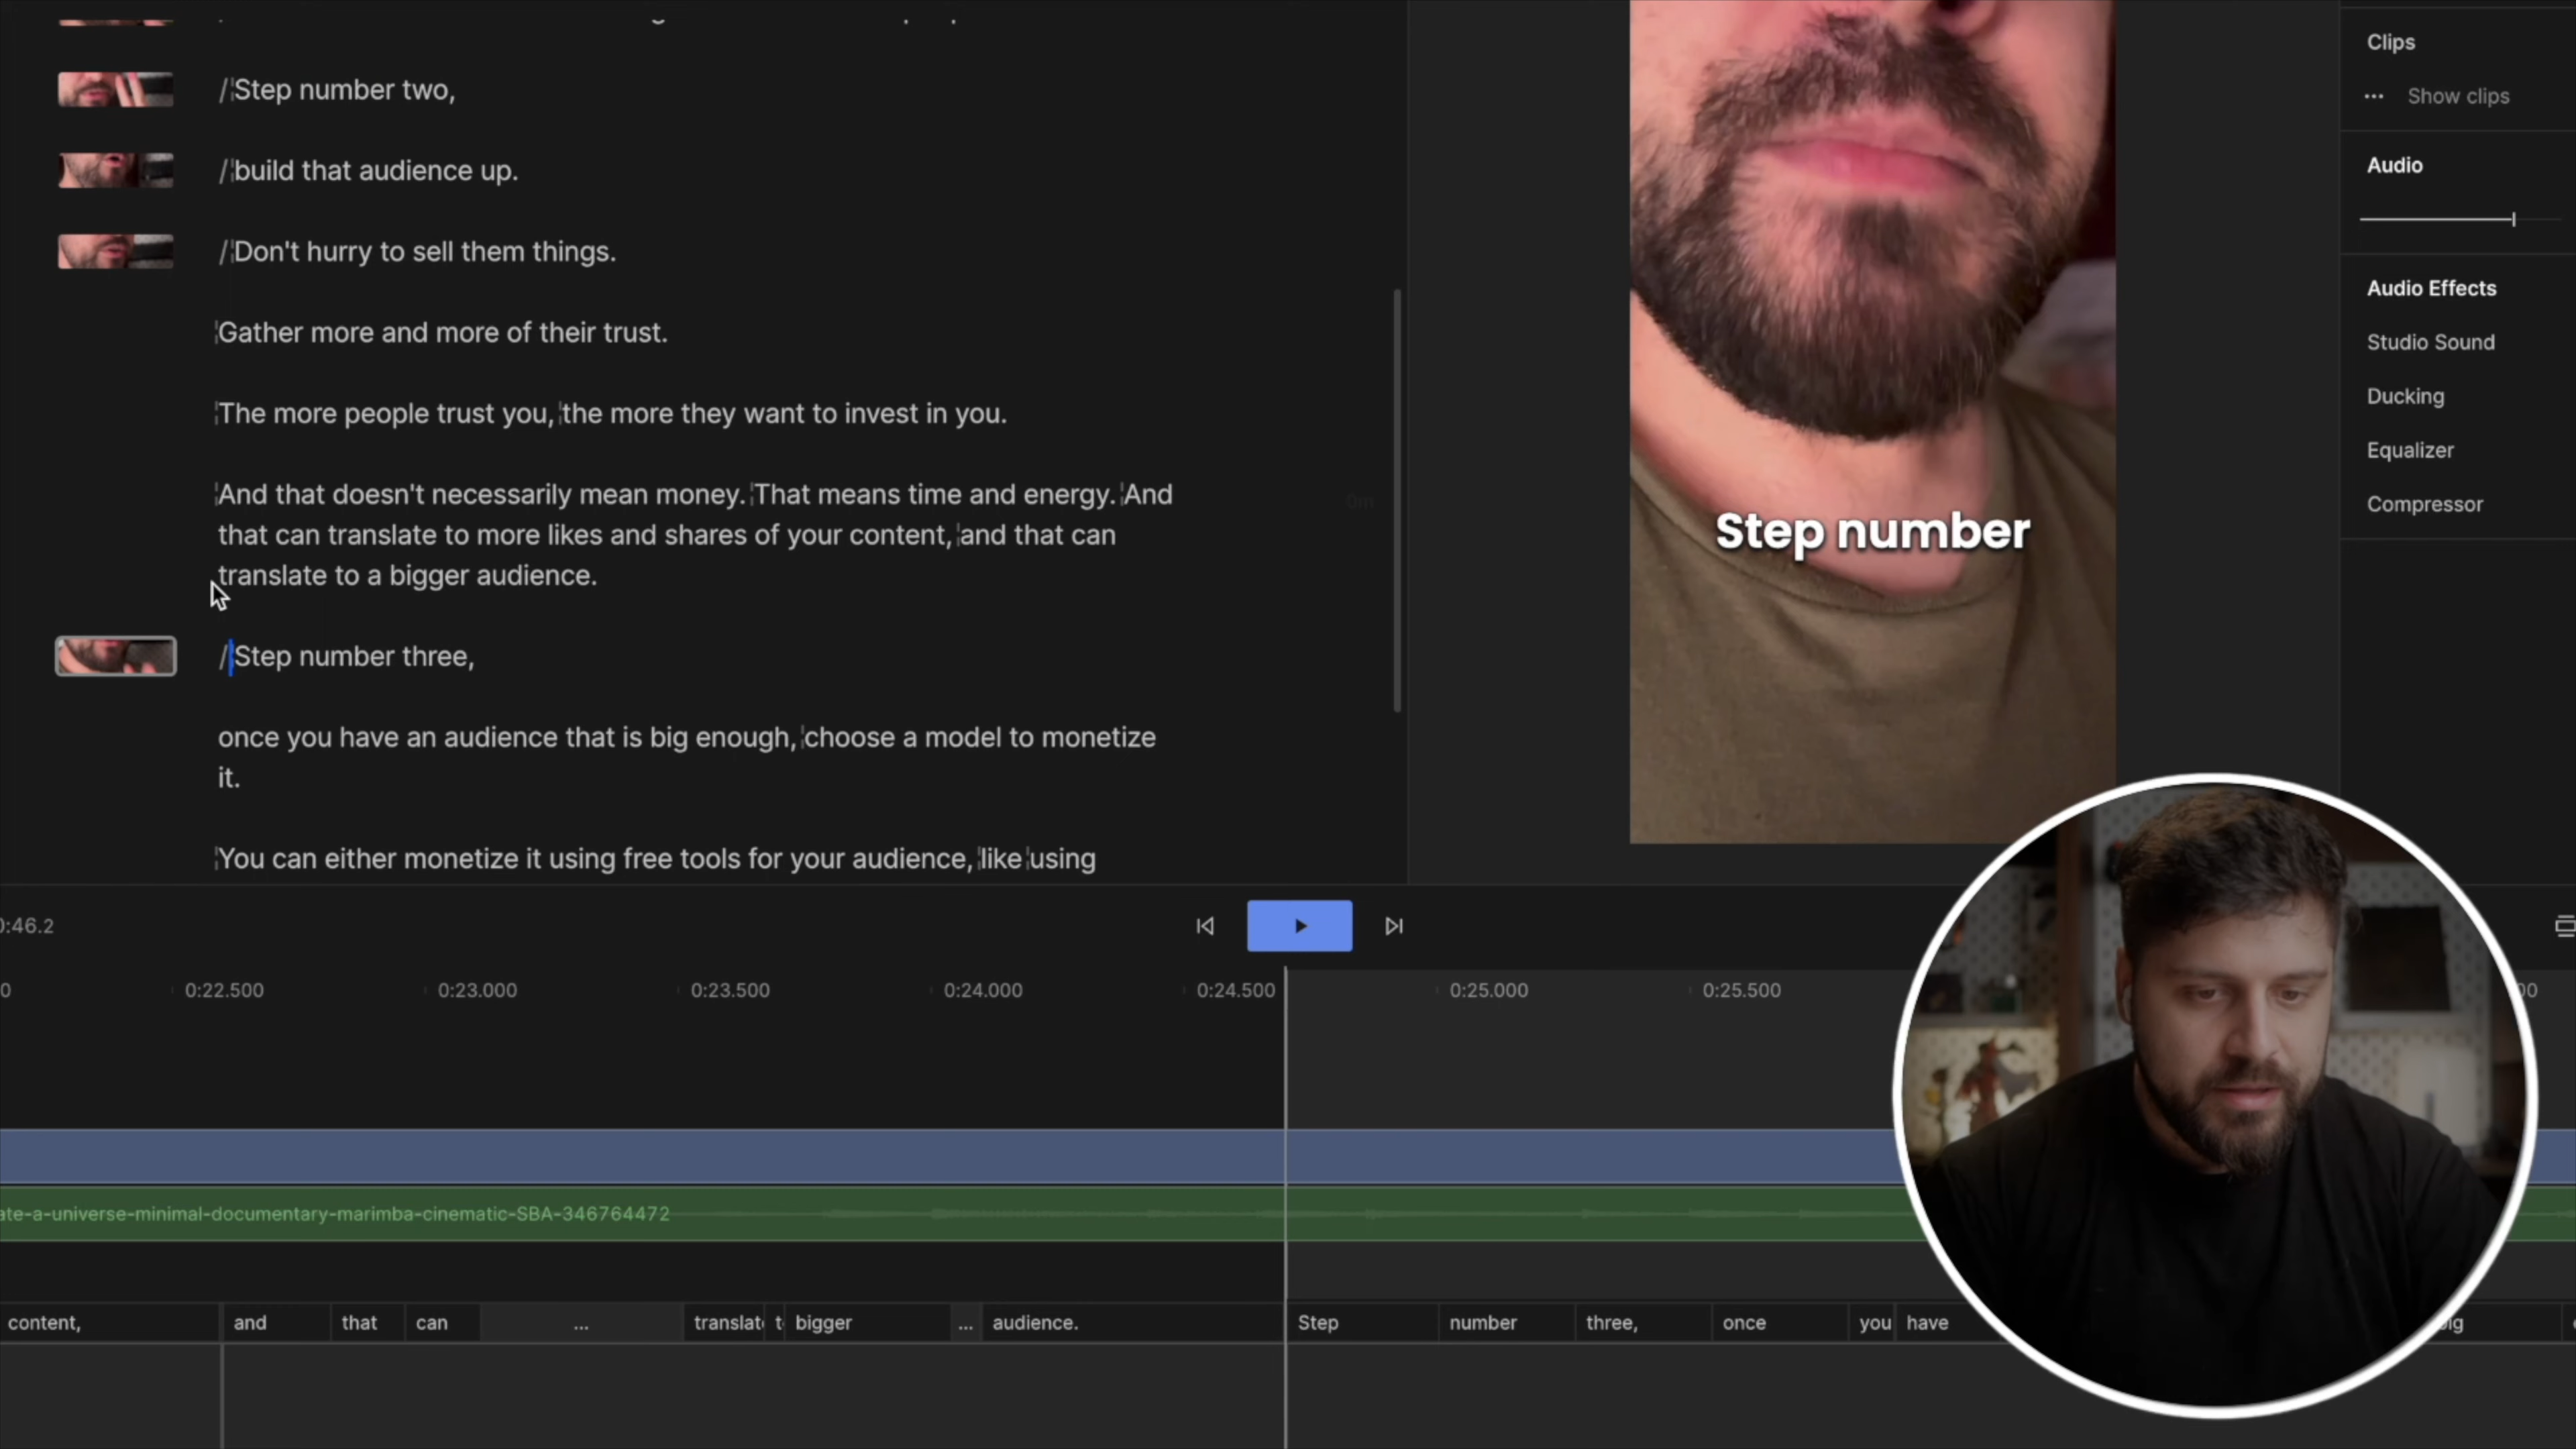 /Step number two,
/build that audience up.
/Don't hurry to sell them things.
Gather more and more of their trust.
The more people trust you, the more they want to invest in you.
And that doesn't necessarily mean money. That means time and energy. And
that can translate to more likes and shares of your content, and that can
translate to a bigger audience.
/Step number three,
once you have an audience that is big enough, choose a model to monetize
it.
You can either monetize it using free tools for your audience, like using
Step number
Clips
Show clips
Audio
Audio Effects
Studio Sound
Ducking
Equalizer
Compressor
0:46.2
0:22.500 0:23.000 0:23.500 0:24.000 0:24.500 0:25.000 0:25.500
ate-a-universe-minimal-documentary-marimba-cinematic-SBA-346764472
content, and that can ... translat t bigger ... audience. Step number three, once you have